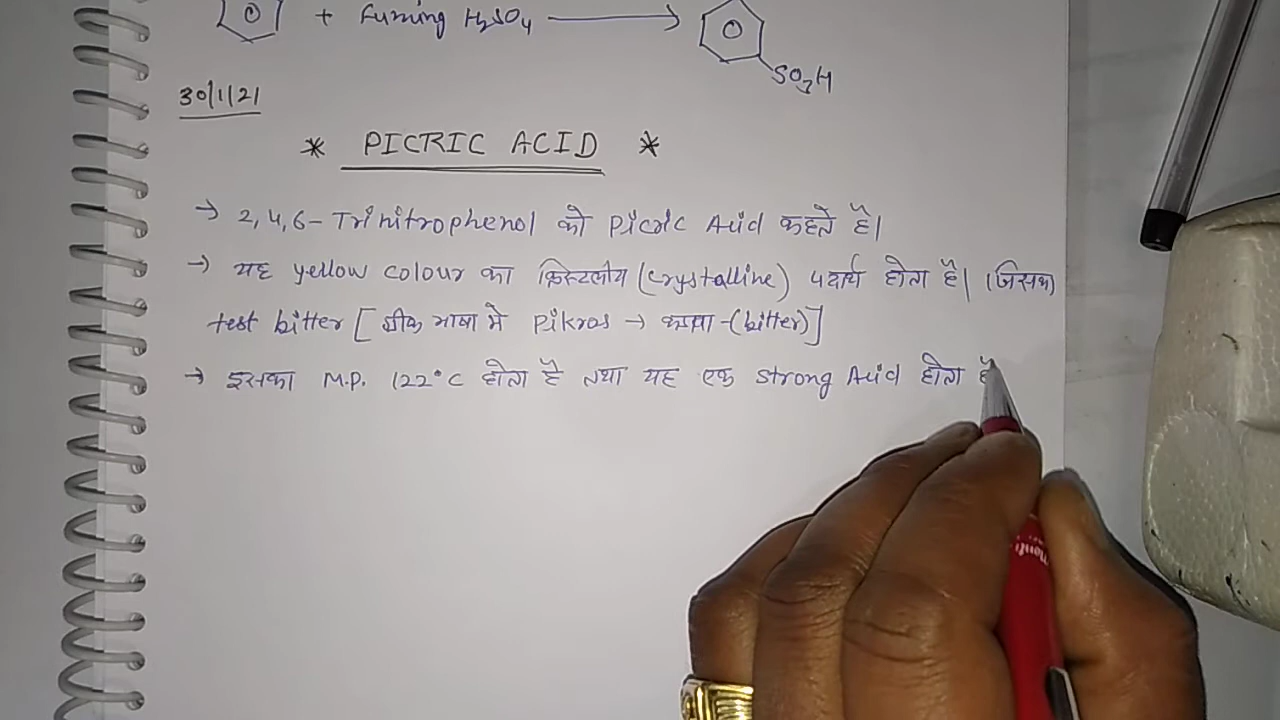 + Fuming H₂SO₄ →
SO₃H
30/1/21
* PICRIC ACID *
→ 2,4,6-Trinitrophenol को Picric Acid कहते है।
→ यह yellow colour का क्रिस्टलीय (crystalline) पदार्थ होता है। (जिसका)
test bitter [ग्रीक भाषा मे Pikros → कडवा-(bitter)]
→ इसका M.P. 122°C होता है तथा यह एक strong Acid होता है